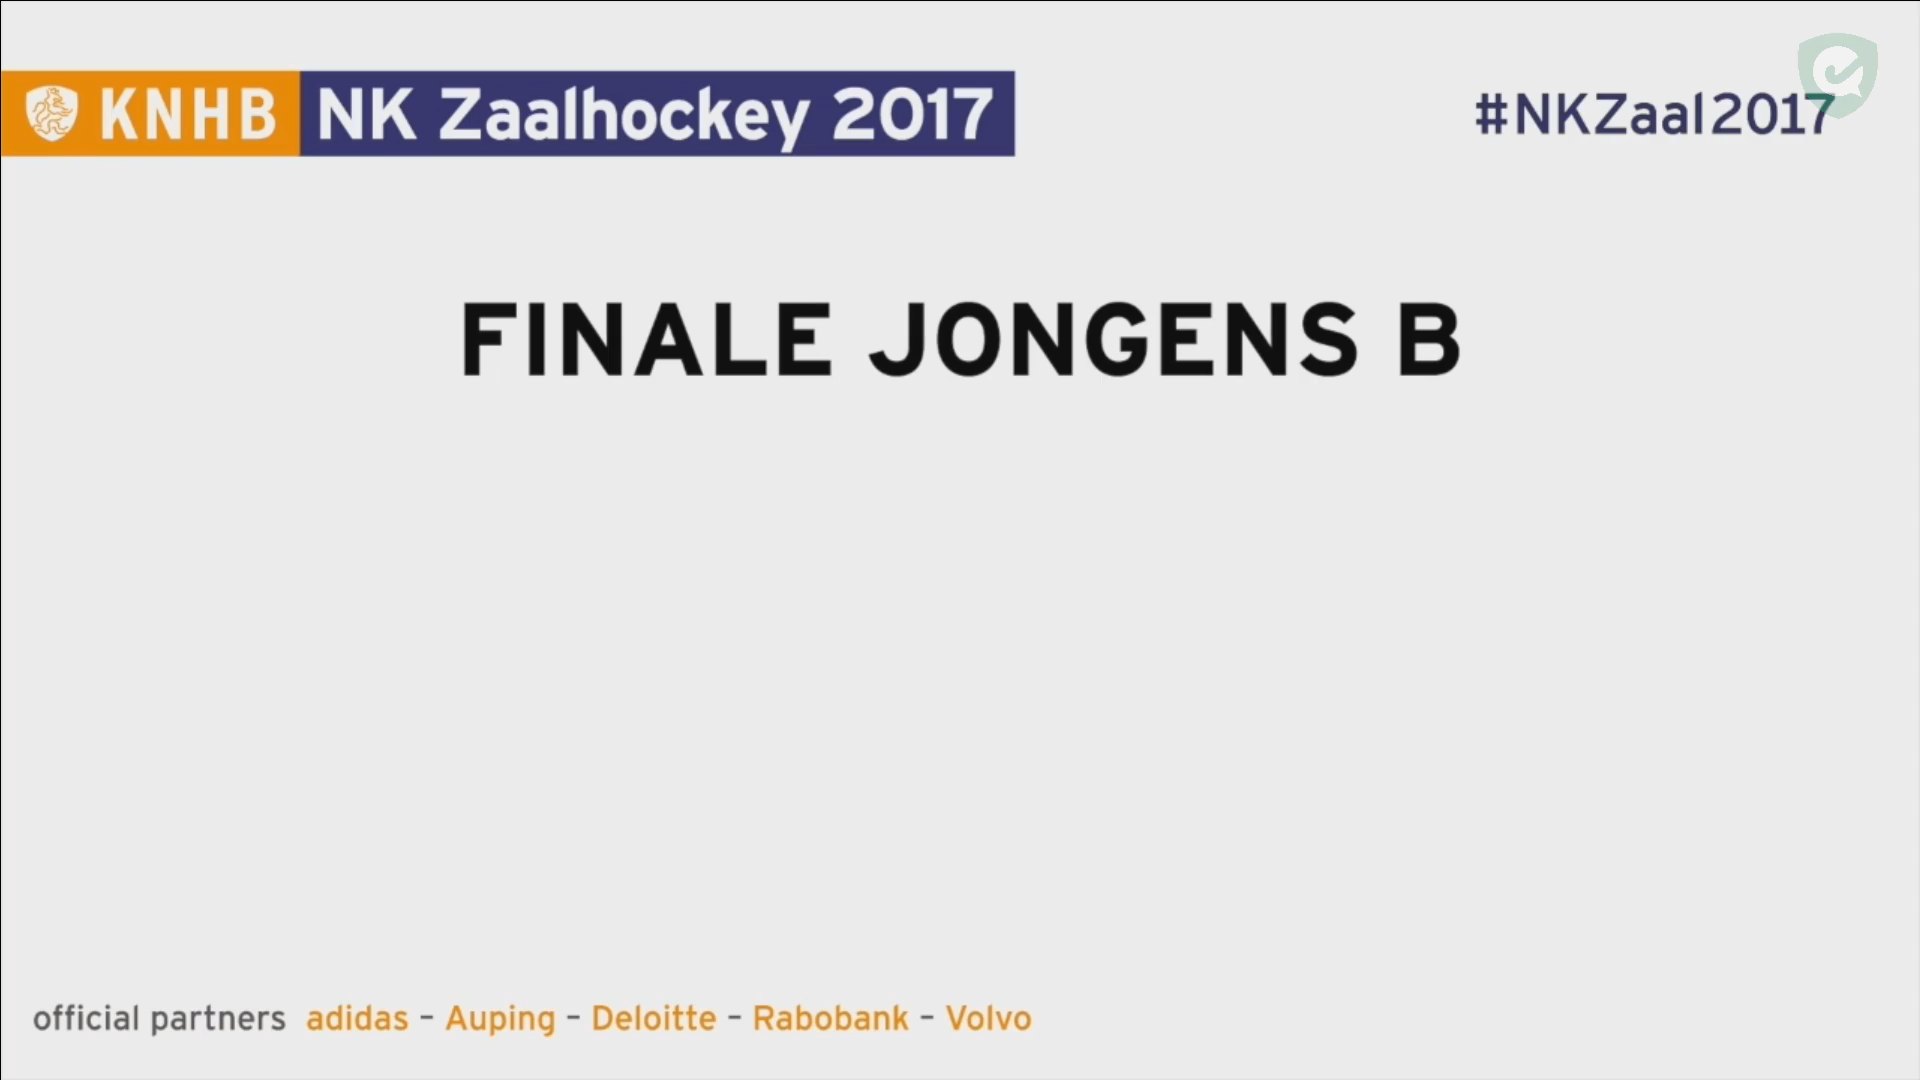 KNHB NK Zaalhockey 2017 #NKZaal2017
FINALE JONGENS B
official partners adidas - Auping - Deloitte - Rabobank - Volvo